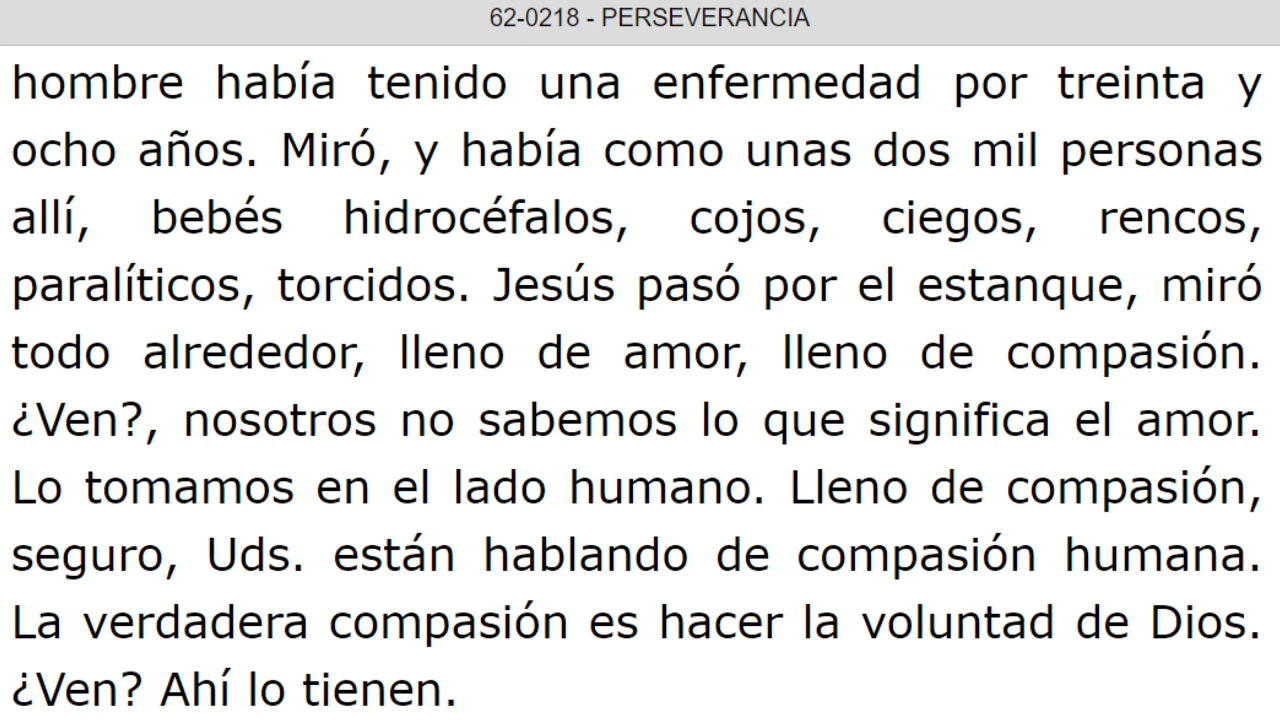 62-0218 - PERSEVERANCIA
hombre había tenido una enfermedad por treinta y
ocho años. Miró, y había como unas dos mil personas
allí, bebés hidrocéfalos, cojos, ciegos, rencos,
paralíticos, torcidos. Jesús pasó por el estanque, miró
todo alrededor, lleno de amor, lleno de compasión.
¿Ven?, nosotros no sabemos lo que significa el amor.
Lo tomamos en el lado humano. Lleno de compasión,
seguro, Uds. están hablando de compasión humana.
La verdadera compasión es hacer la voluntad de Dios.
¿Ven? Ahí lo tienen.